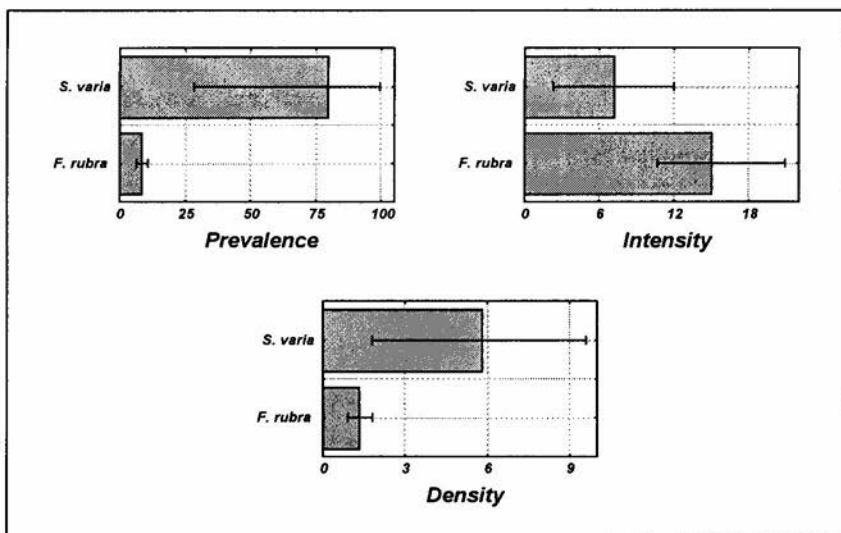 S. varia
F. rubra
0 25 50 75 100
Prevalence
S. varia
F. rubra
0 6 12 18
Intensity
S. varia
F. rubra
0 3 6 9
Density